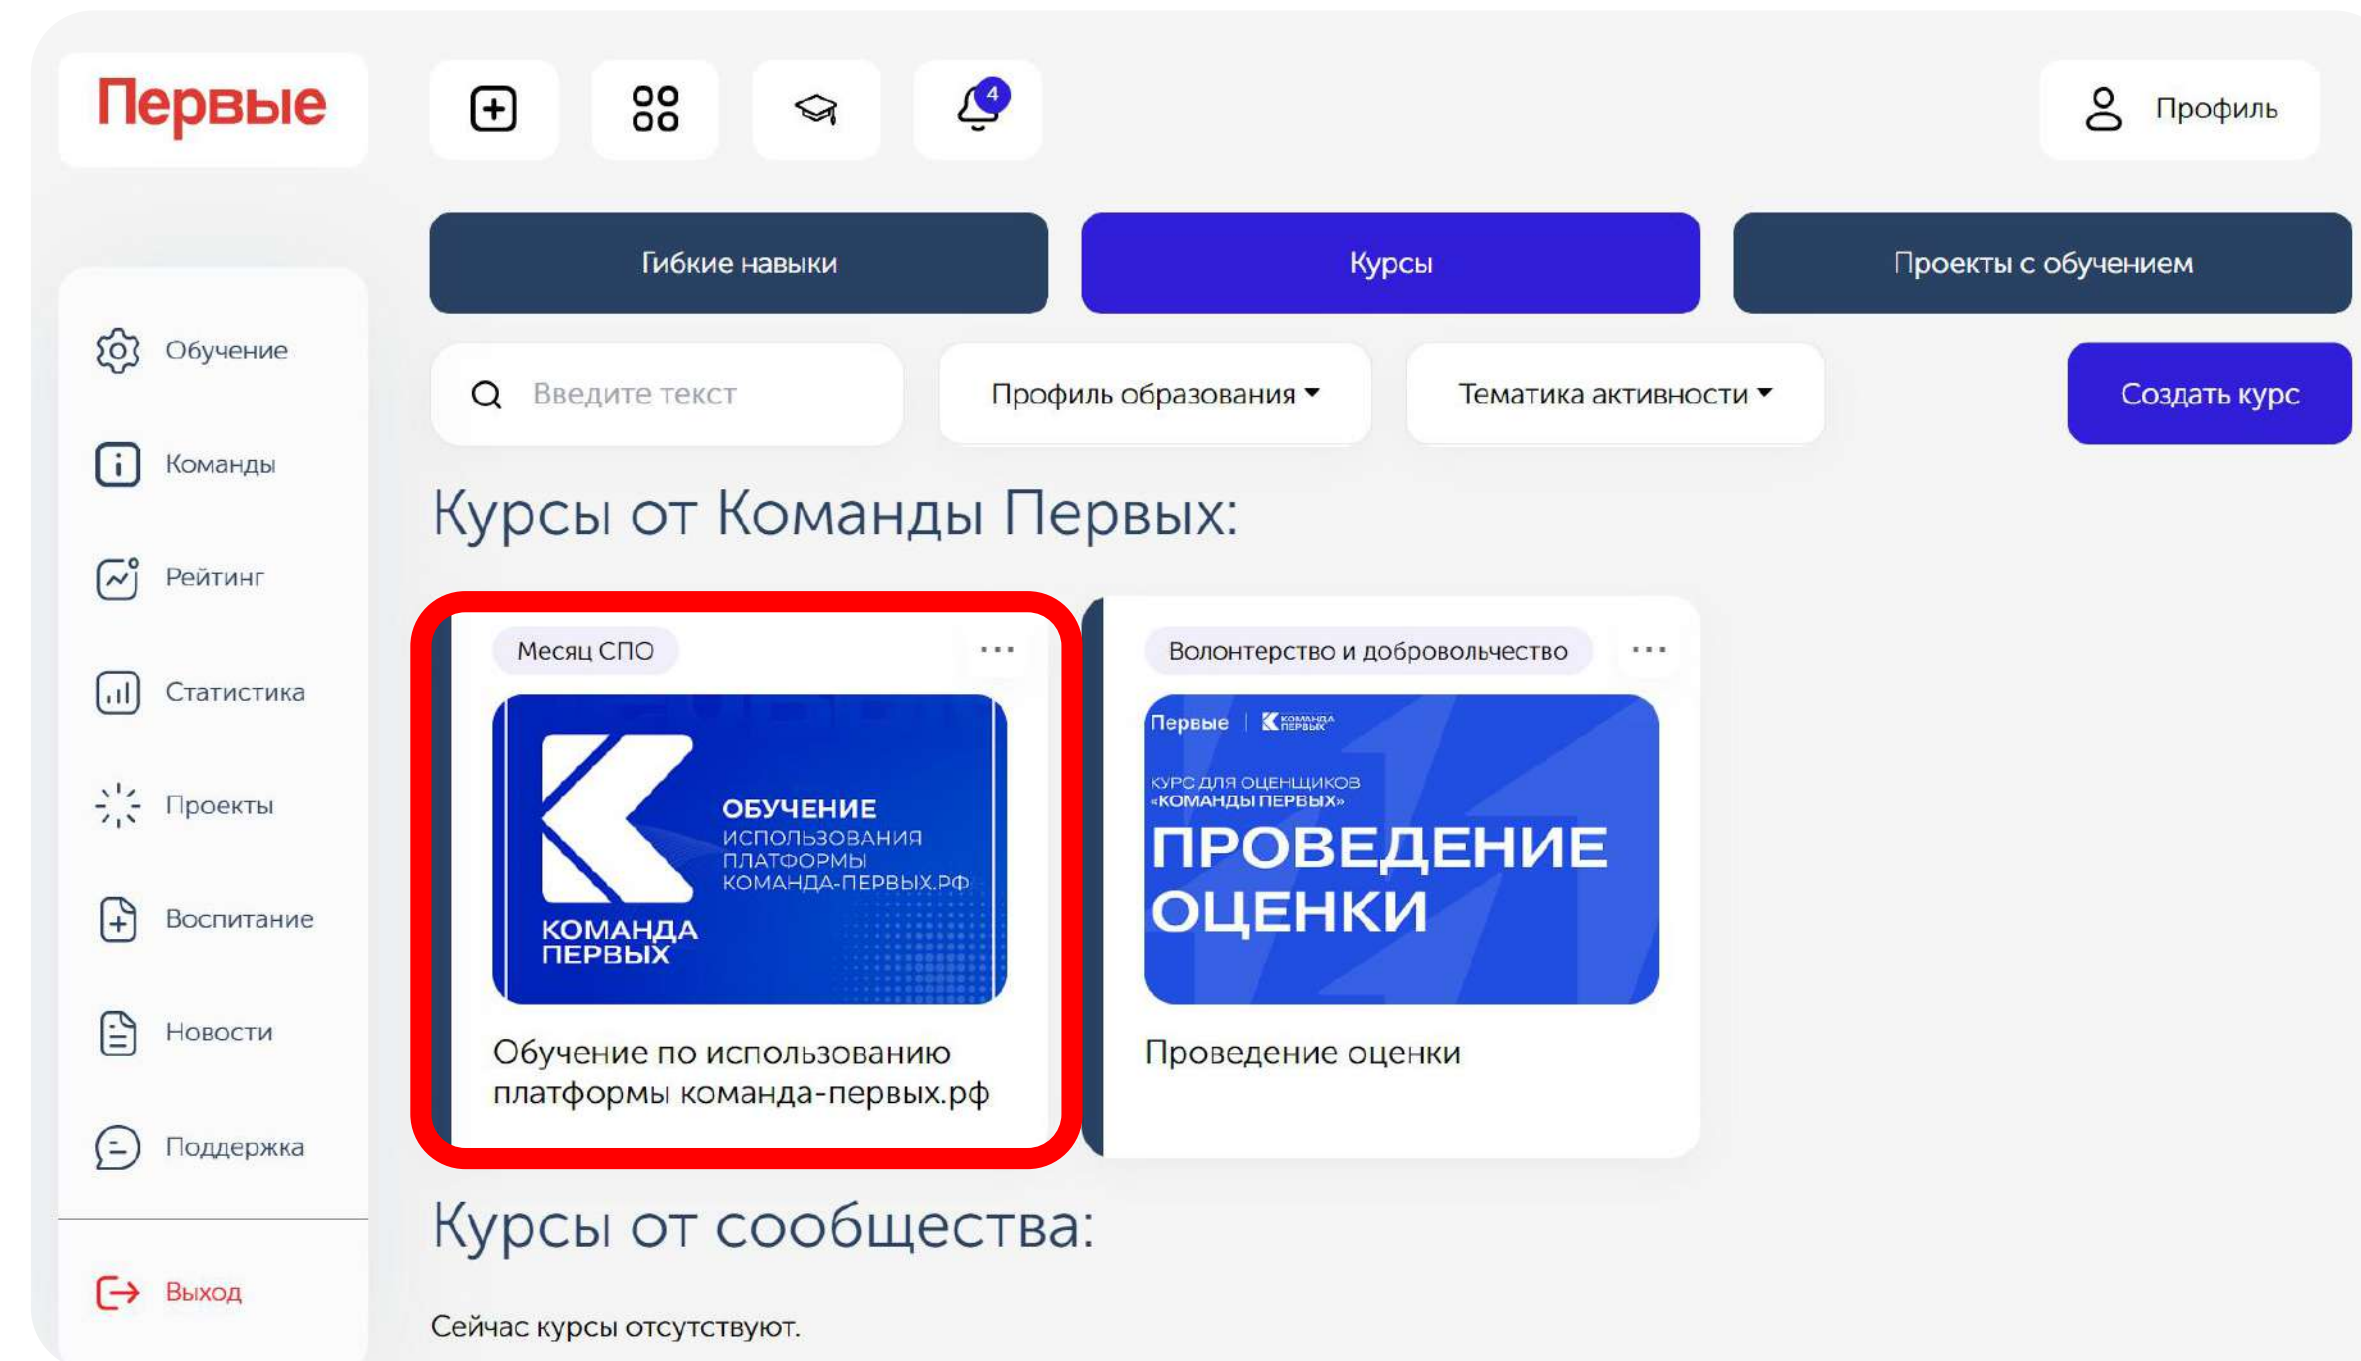 Первые
4
Профиль
Гибкие навыки
Курсы
Проекты с обучением
Обучение
Команды
Рейтинг
Статистика
Проекты
Воспитание
Новости
Поддержка
Выход
Введите текст
Профиль образования
Тематика активности
Создать курс
Курсы от Команды Первых:
Месяц СПО
ОБУЧЕНИЕ
ИСПОЛЬЗОВАНИЯ
ПЛАТФОРМЫ
КОМАНДА-ПЕРВЫХ.РФ
КОМАНДА
ПЕРВЫХ
Обучение по использованию
платформы команда-первых.рф
Волонтерство и добровольчество
Первые
КОМАНДА
ПЕРВЫХ
КУРС ДЛЯ ОЦЕНЩИКОВ
«КОМАНДЫ ПЕРВЫХ»
ПРОВЕДЕНИЕ
ОЦЕНКИ
Проведение оценки
Курсы от сообщества:
Сейчас курсы отсутствуют.